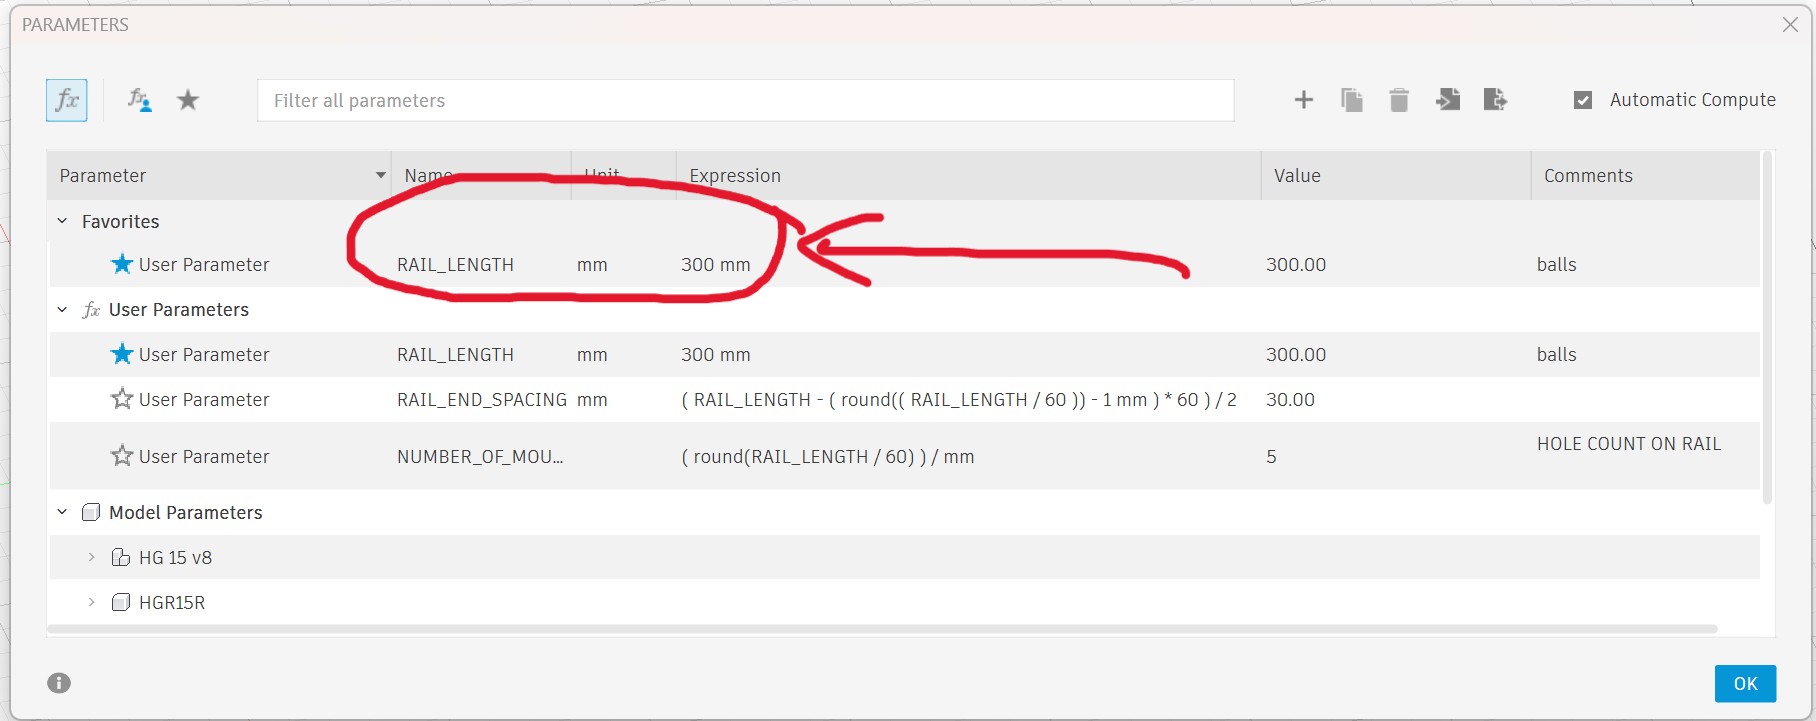 PARAMETERS
fx fx Filter all parameters Automatic Compute
Parameter Name Unit Expression Value Comments
Favorites
User Parameter RAIL_LENGTH mm 300 mm 300.00 balls
fx User Parameters
User Parameter RAIL_LENGTH mm 300 mm 300.00 balls
User Parameter RAIL_END_SPACING mm ( RAIL_LENGTH - ( round(( RAIL_LENGTH / 60 )) - 1 mm ) * 60 ) / 2 30.00
User Parameter NUMBER_OF_MOU... ( round(RAIL_LENGTH / 60) ) / mm 5 HOLE COUNT ON RAIL
Model Parameters
HG 15 v8
HGR15R
OK